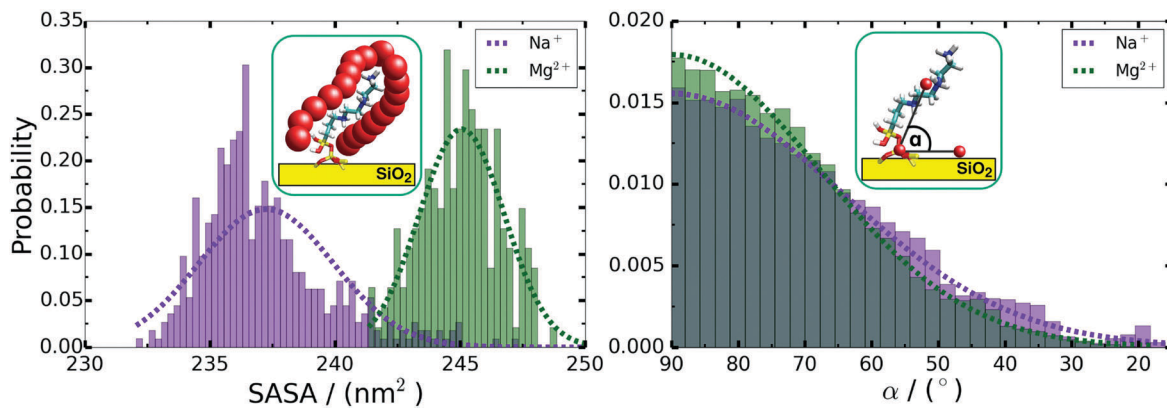 Probability
0.35
0.30
0.25
0.20
0.15
0.10
0.05
0.00
230
235
240
245
250
SASA / (nm²)
Na⁺
Mg²⁺
SiO₂
0.020
0.015
0.010
0.005
0.000
90
80
70
60
50
40
30
20
α / (°)
Na⁺
Mg²⁺
α
SiO₂